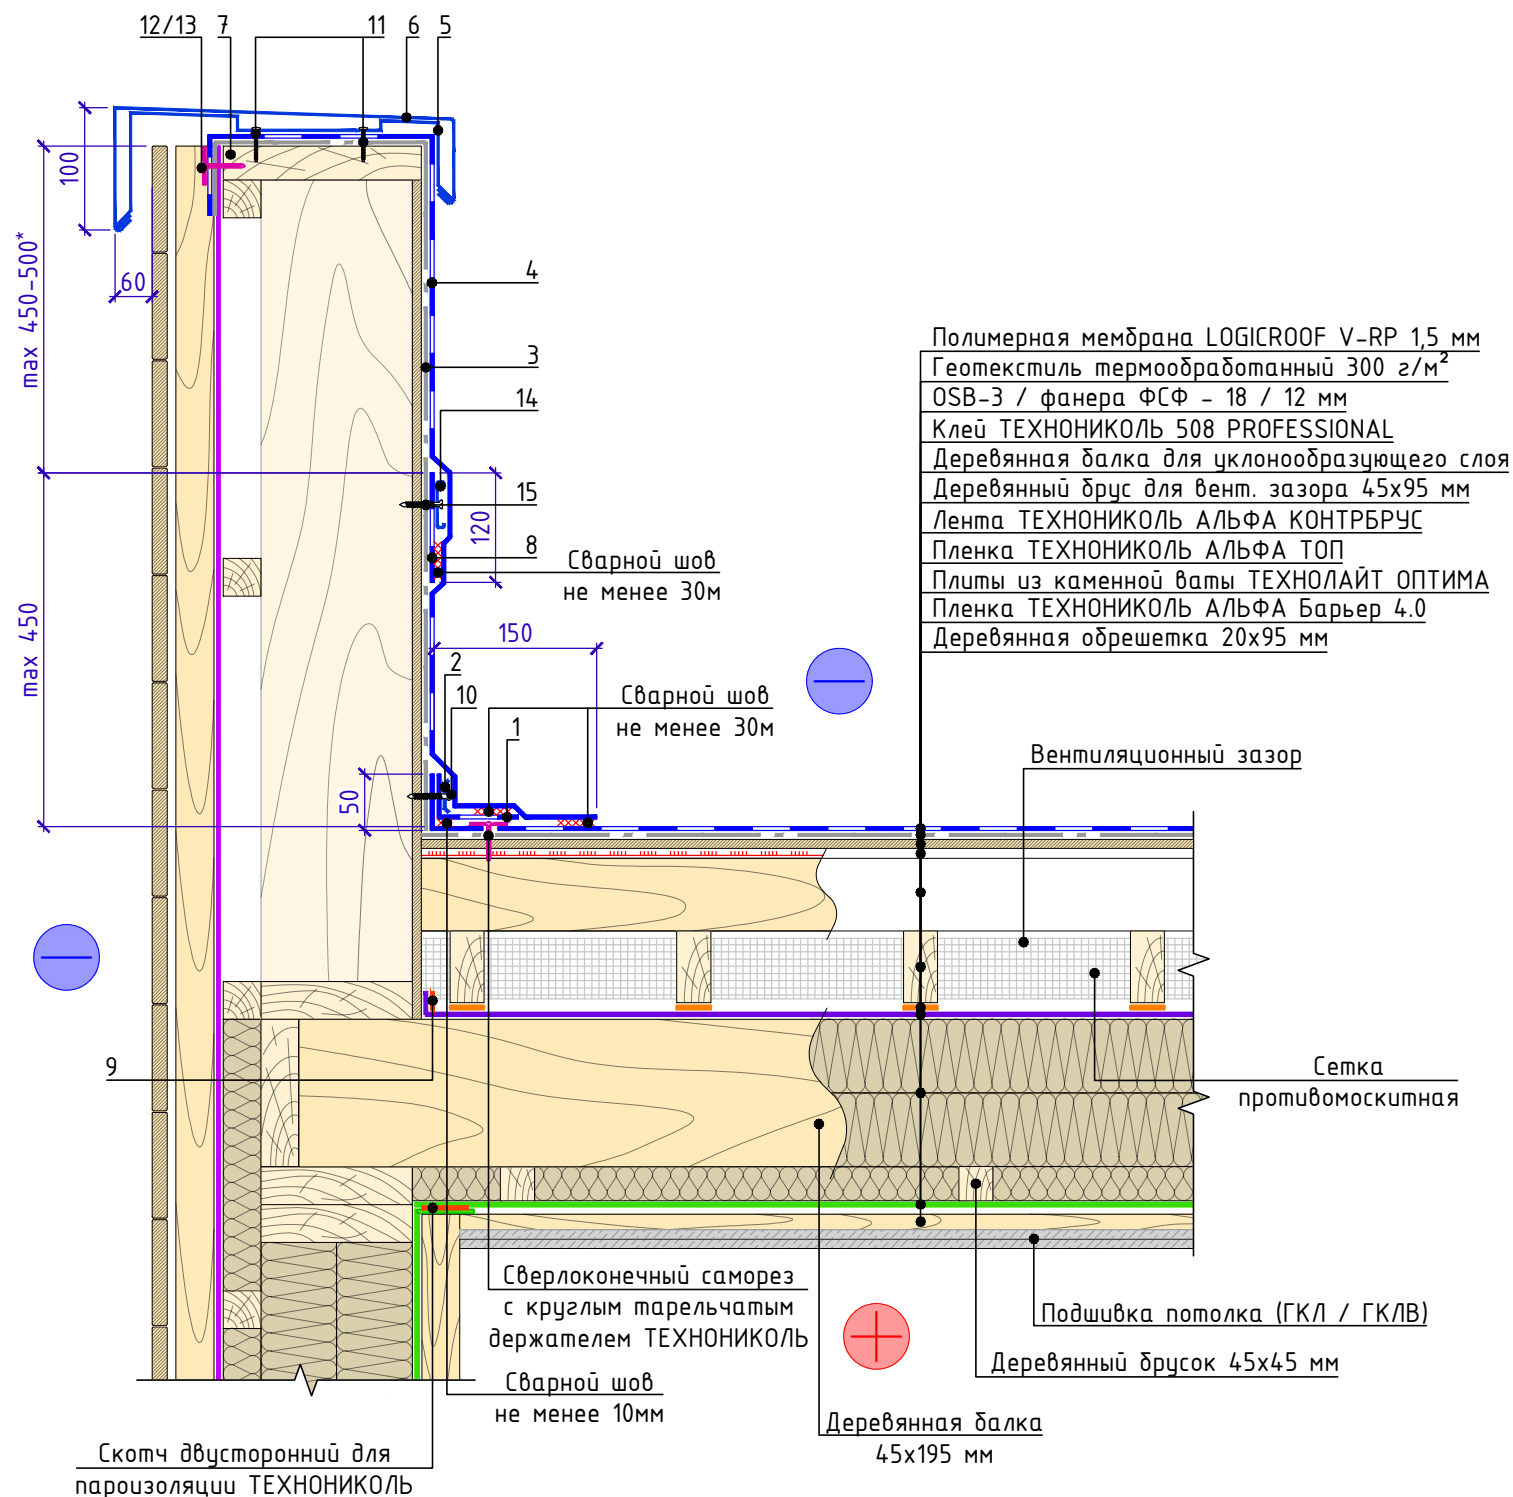 12/13
7
11
6
5
100
60
max 450-500*
4
3
14
15
120
8
Сварной шов
не менее 30м
max 450
150
2
10
Сварной шов
не менее 30м
1
50
Полимерная мембрана LOGICROOF V-RP 1,5 мм
Геотекстиль термообработанный 300 г/м²
OSB-3 / фанера ФСФ - 18 / 12 мм
Клей ТЕХНОНИКОЛЬ 508 PROFESSIONAL
Деревянная балка для уклонообразующего слоя
Деревянный брус для вент. зазора 45х95 мм
Лента ТЕХНОНИКОЛЬ АЛЬФА КОНТРБРУС
Пленка ТЕХНОНИКОЛЬ АЛЬФА ТОП
Плиты из каменной ваты ТЕХНОЛАЙТ ОПТИМА
Пленка ТЕХНОНИКОЛЬ АЛЬФА Барьер 4.0
Деревянная обрешетка 20х95 мм
Вентиляционный зазор
9
Сетка
противомоскитная
Сверлоконечный саморез
с круглым тарельчатым
держателем ТЕХНОНИКОЛЬ
Подшивка потолка (ГКЛ / ГКЛВ)
Деревянный брусок 45х45 мм
Сварной шов
не менее 10мм
Деревянная балка
45х195 мм
Скотч двусторонний для
пароизоляции ТЕХНОНИКОЛЬ